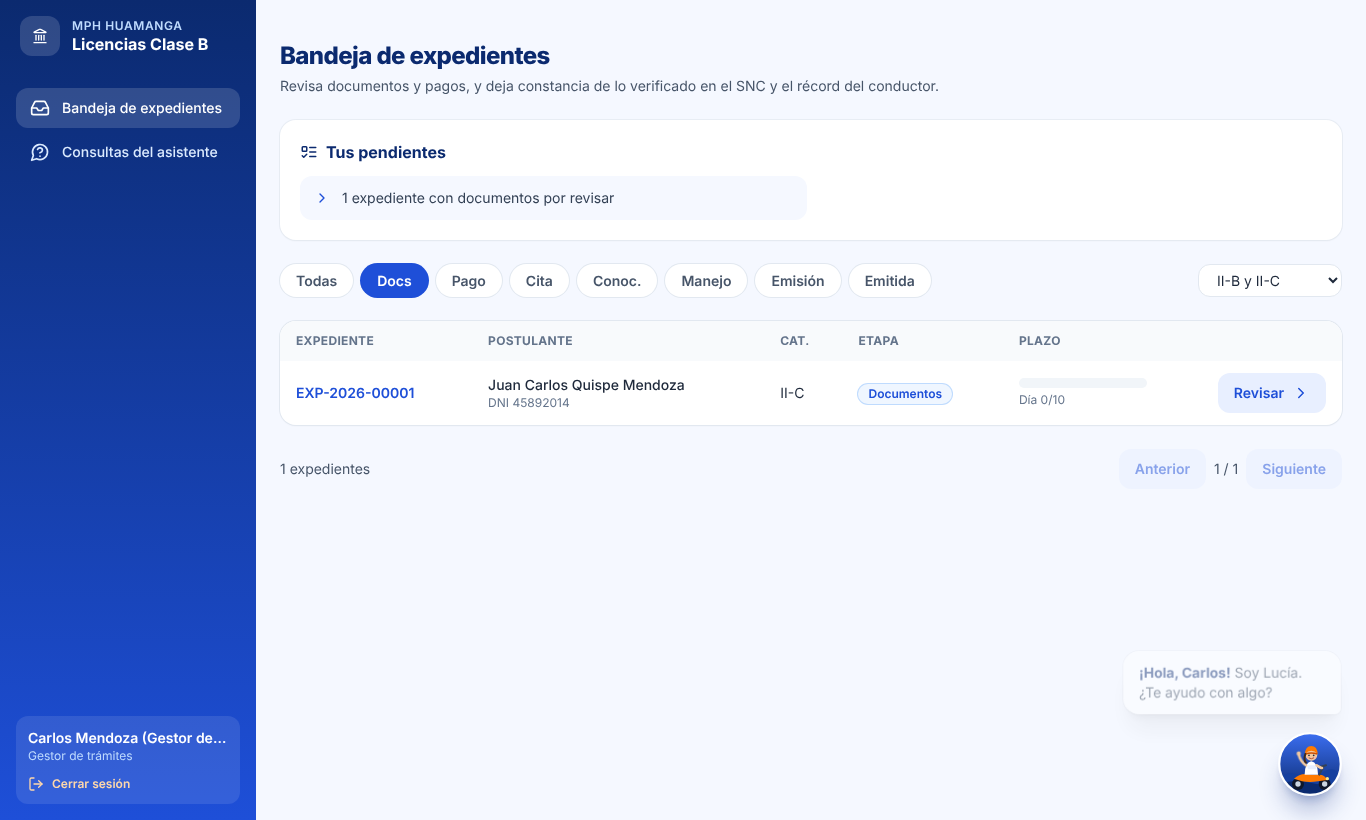 MPH HUAMANGA
Licencias Clase B
Bandeja de expedientes
Consultas del asistente
Carlos Mendoza (Gestor de...
Gestor de trámites
Cerrar sesión
Bandeja de expedientes
Revisa documentos y pagos, y deja constancia de lo verificado en el SNC y el récord del conductor.
Tus pendientes
1 expediente con documentos por revisar
Todas Docs Pago Cita Conoc. Manejo Emisión Emitida II-B y II-C
EXPEDIENTE POSTULANTE CAT. ETAPA PLAZO
EXP-2026-00001 Juan Carlos Quispe Mendoza II-C Documentos Revisar
DNI 45892014 Día 0/10
1 expedientes Anterior 1 / 1 Siguiente
¡Hola, Carlos! Soy Lucía.
¿Te ayudo con algo?